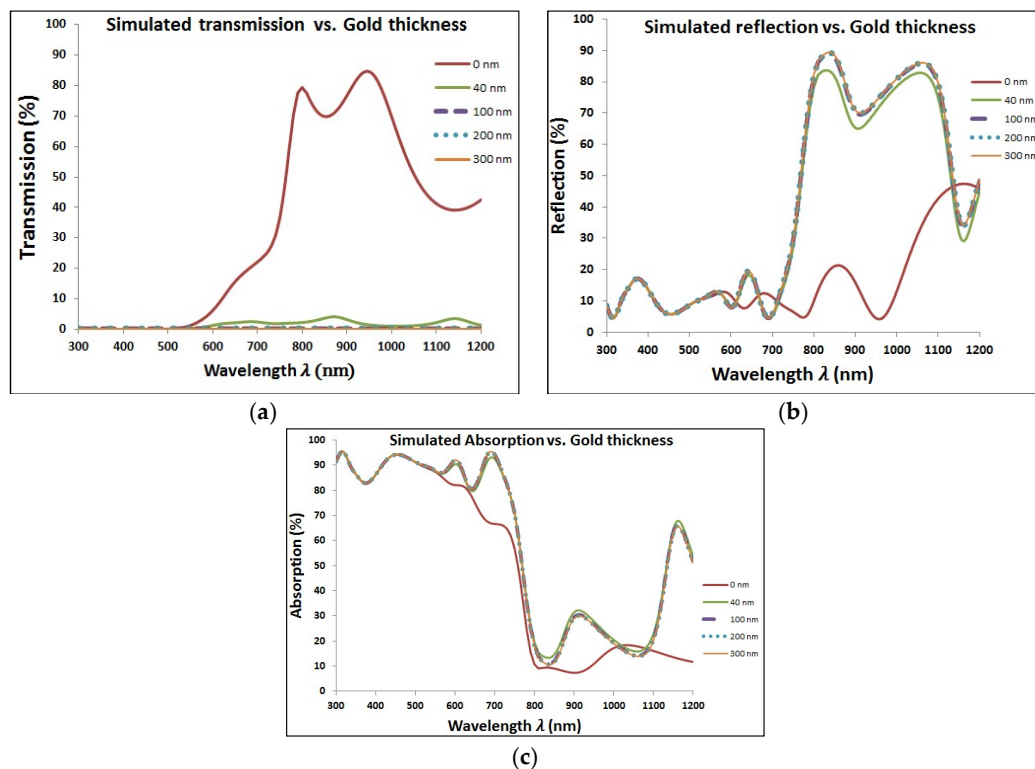 Simulated transmission vs. Gold thickness
Transmission (%)
100
90
80
70
60
50
40
30
20
10
0
300 400 500 600 700 800 900 1000 1100 1200
Wavelength λ (nm)
0 nm
40 nm
100 nm
200 nm
300 nm
(a)
Simulated reflection vs. Gold thickness
Reflection (%)
100
90
80
70
60
50
40
30
20
10
0
300 400 500 600 700 800 900 1000 1100 1200
Wavelength λ (nm)
0 nm
40 nm
100 nm
200 nm
300 nm
(b)
Simulated Absorption vs. Gold thickness
Absorption (%)
100
90
80
70
60
50
40
30
20
10
0
300 400 500 600 700 800 900 1000 1100 1200
Wavelength λ (nm)
0 nm
40 nm
100 nm
200 nm
300 nm
(c)